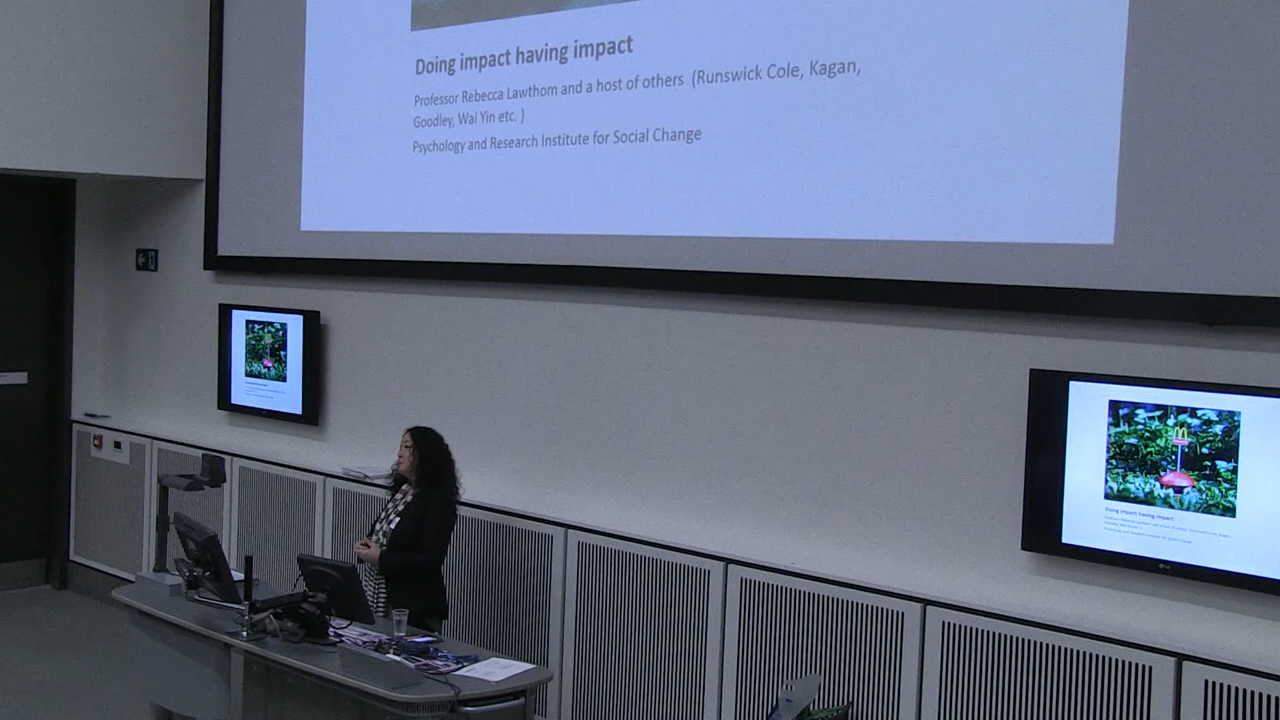 Doing impact having impact
Professor Rebecca Lawthom and a host of others (Runswick Cole, Kagan,
Goodley, Wai Yin etc. )
Psychology and Research Institute for Social Change
Doing impact having impact
LG